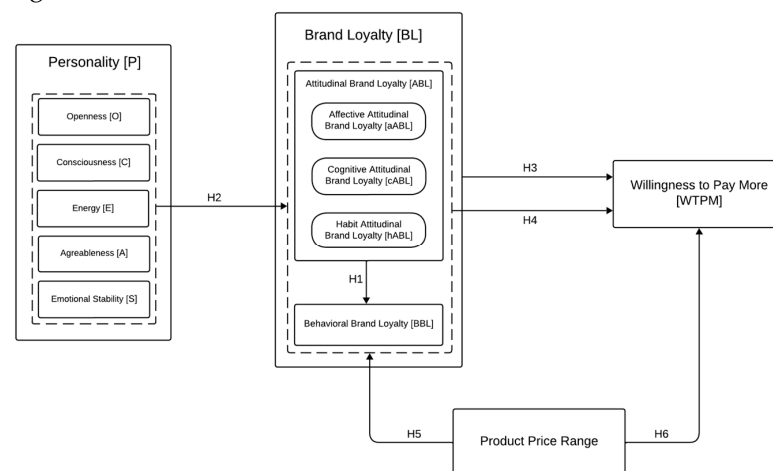 Personality [P]
Openness [O]
Consciousness [C]
Energy [E]
Agreableness [A]
Emotional Stability [S]
H2
Brand Loyalty [BL]
Attitudinal Brand Loyalty [ABL]
Affective Attitudinal
Brand Loyalty [aABL]
Cognitive Attitudinal
Brand Loyalty [cABL]
Habit Attitudinal
Brand Loyalty [hABL]
H1
Behavioral Brand Loyalty [BBL]
H3
H4
Willingness to Pay More
[WTPM]
H5
Product Price Range
H6